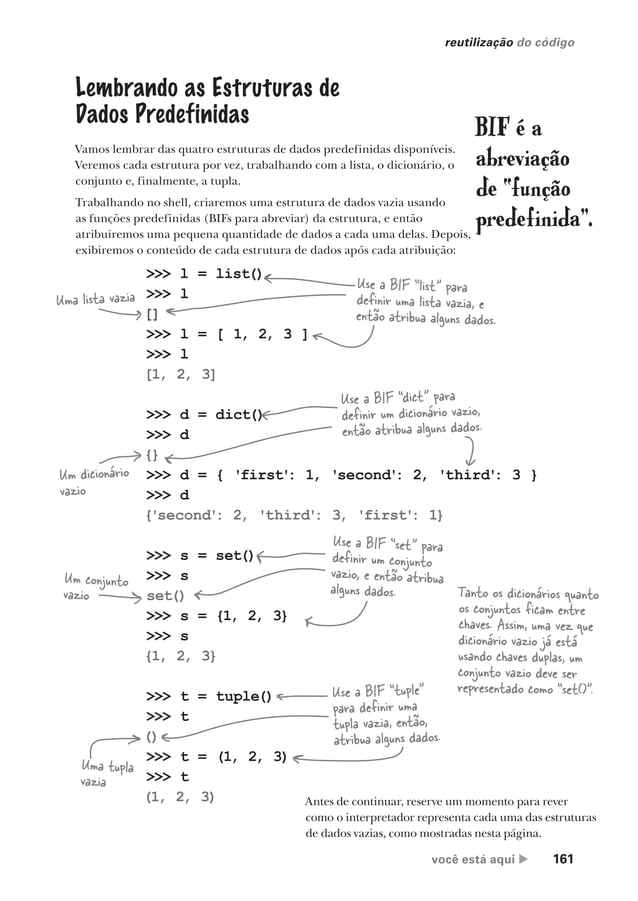 reutilização do código
Lembrando as Estruturas de
Dados Predefinidas
Vamos lembrar das quatro estruturas de dados predefinidas disponíveis.
Veremos cada estrutura por vez, trabalhando com a lista, o dicionário, o
conjunto e, finalmente, a tupla.
Trabalhando no shell, criaremos uma estrutura de dados vazia usando
as funções predefinidas (BIFs para abreviar) da estrutura, e então
atribuiremos uma pequena quantidade de dados a cada uma delas. Depois,
exibiremos o conteúdo de cada estrutura de dados após cada atribuição:
BIF é a
abreviação
de "função
predefinida".
>>> l = list()
>>> l
[]
>>> l = [ 1, 2, 3 ]
>>> l
[1, 2, 3]
Uma lista vazia
Use a BIF “list” para
definir uma lista vazia, e
então atribua alguns dados.
>>> d = dict()
>>> d
{}
>>> d = { 'first': 1, 'second': 2, 'third': 3 }
>>> d
{'second': 2, 'third': 3, 'first': 1}
Um dicionário
vazio
Use a BIF “dict” para
definir um dicionário vazio,
então atribua alguns dados.
>>> s = set()
>>> s
set()
>>> s = {1, 2, 3}
>>> s
{1, 2, 3}
Um conjunto
vazio
Use a BIF “set” para
definir um conjunto
vazio, e então atribua
alguns dados.
Tanto os dicionários quanto
os conjuntos ficam entre
chaves. Assim, uma vez que
dicionário vazio já está
usando chaves duplas, um
conjunto vazio deve ser
representado como “set()”.
>>> t = tuple()
>>> t
()
>>> t = (1, 2, 3)
>>> t
(1, 2, 3)
Uma tupla
vazia
Use a BIF “tuple”
para definir uma
tupla vazia, então,
atribua alguns dados.
Antes de continuar, reserve um momento para rever
como o interpretador representa cada uma das estruturas
de dados vazias, como mostradas nesta página.
você está aqui ▶ 161